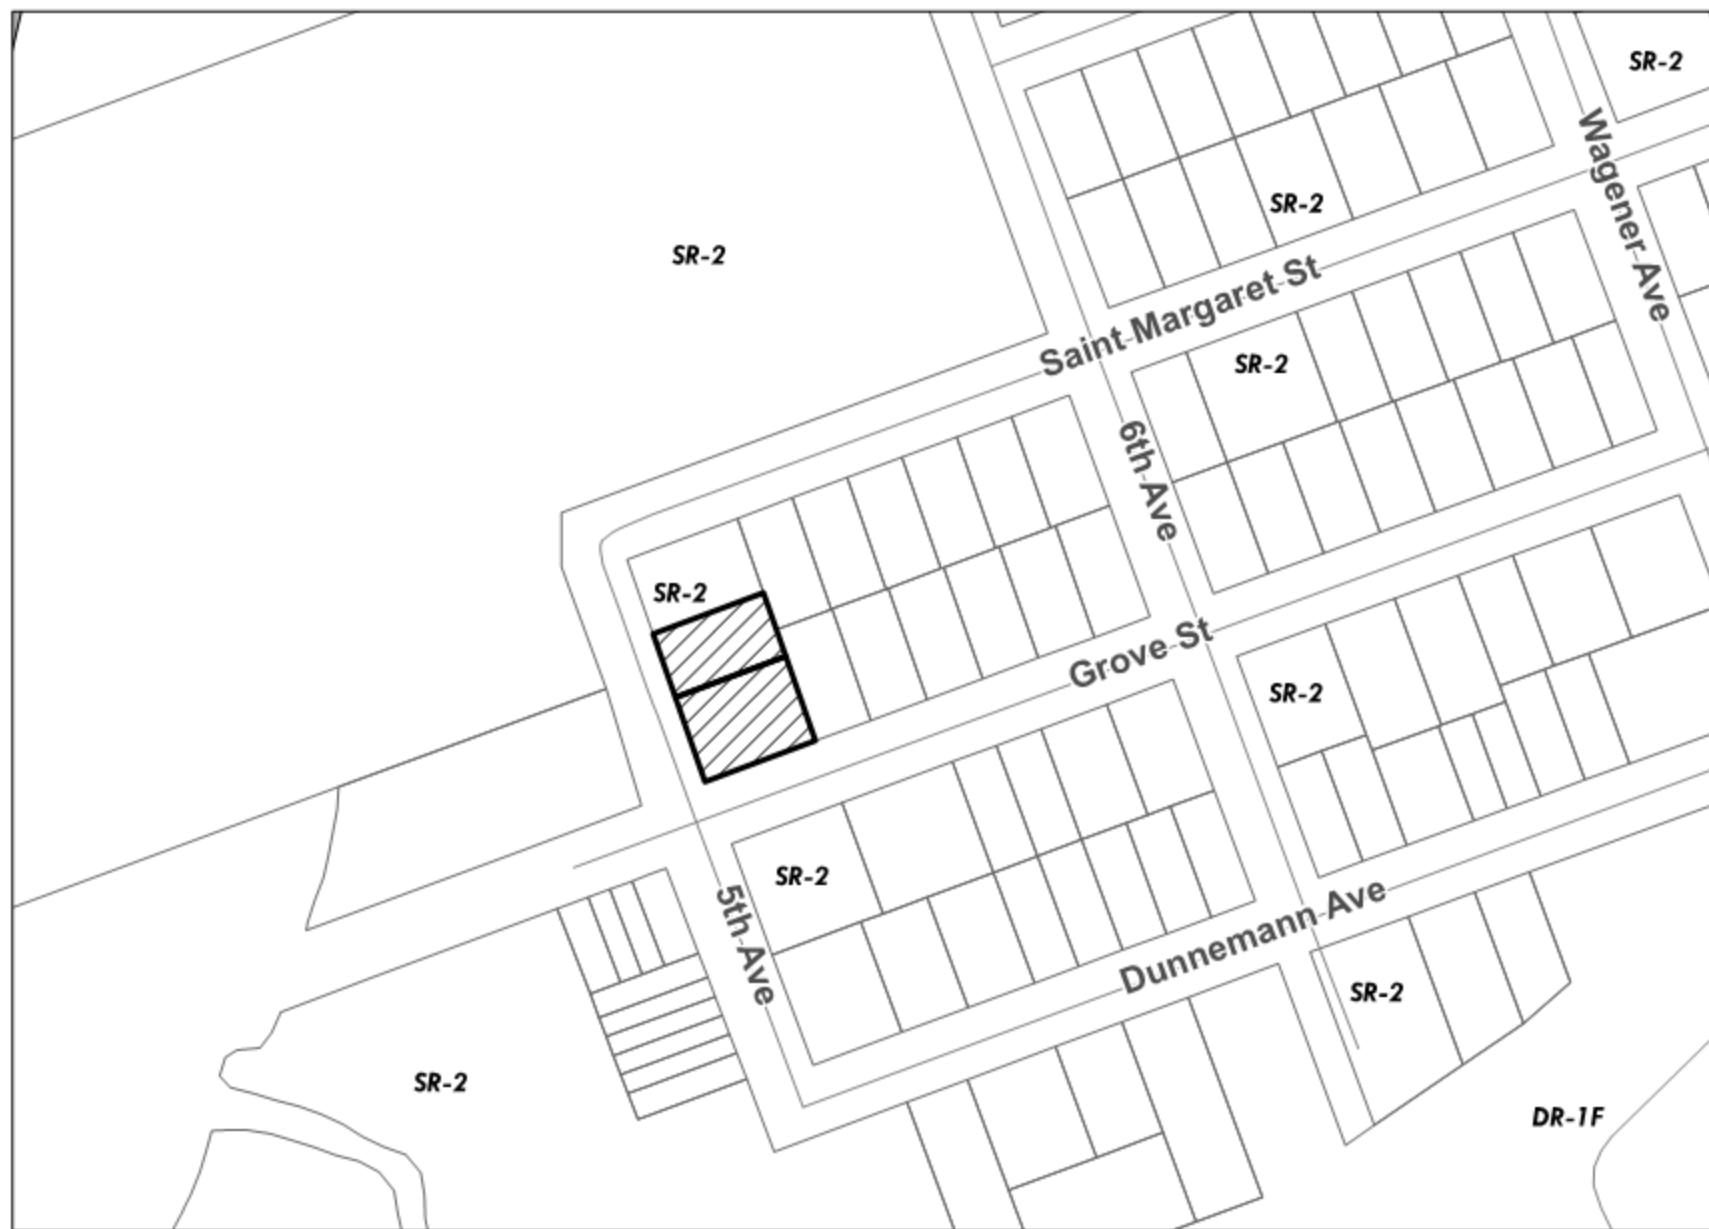 SR-2
Wagener Ave
SR-2
SR-2
Saint Margaret St
SR-2
6th Ave
SR-2
Grove St
SR-2
SR-2
5th Ave
Dunnemann Ave
SR-2
SR-2
DR-1F